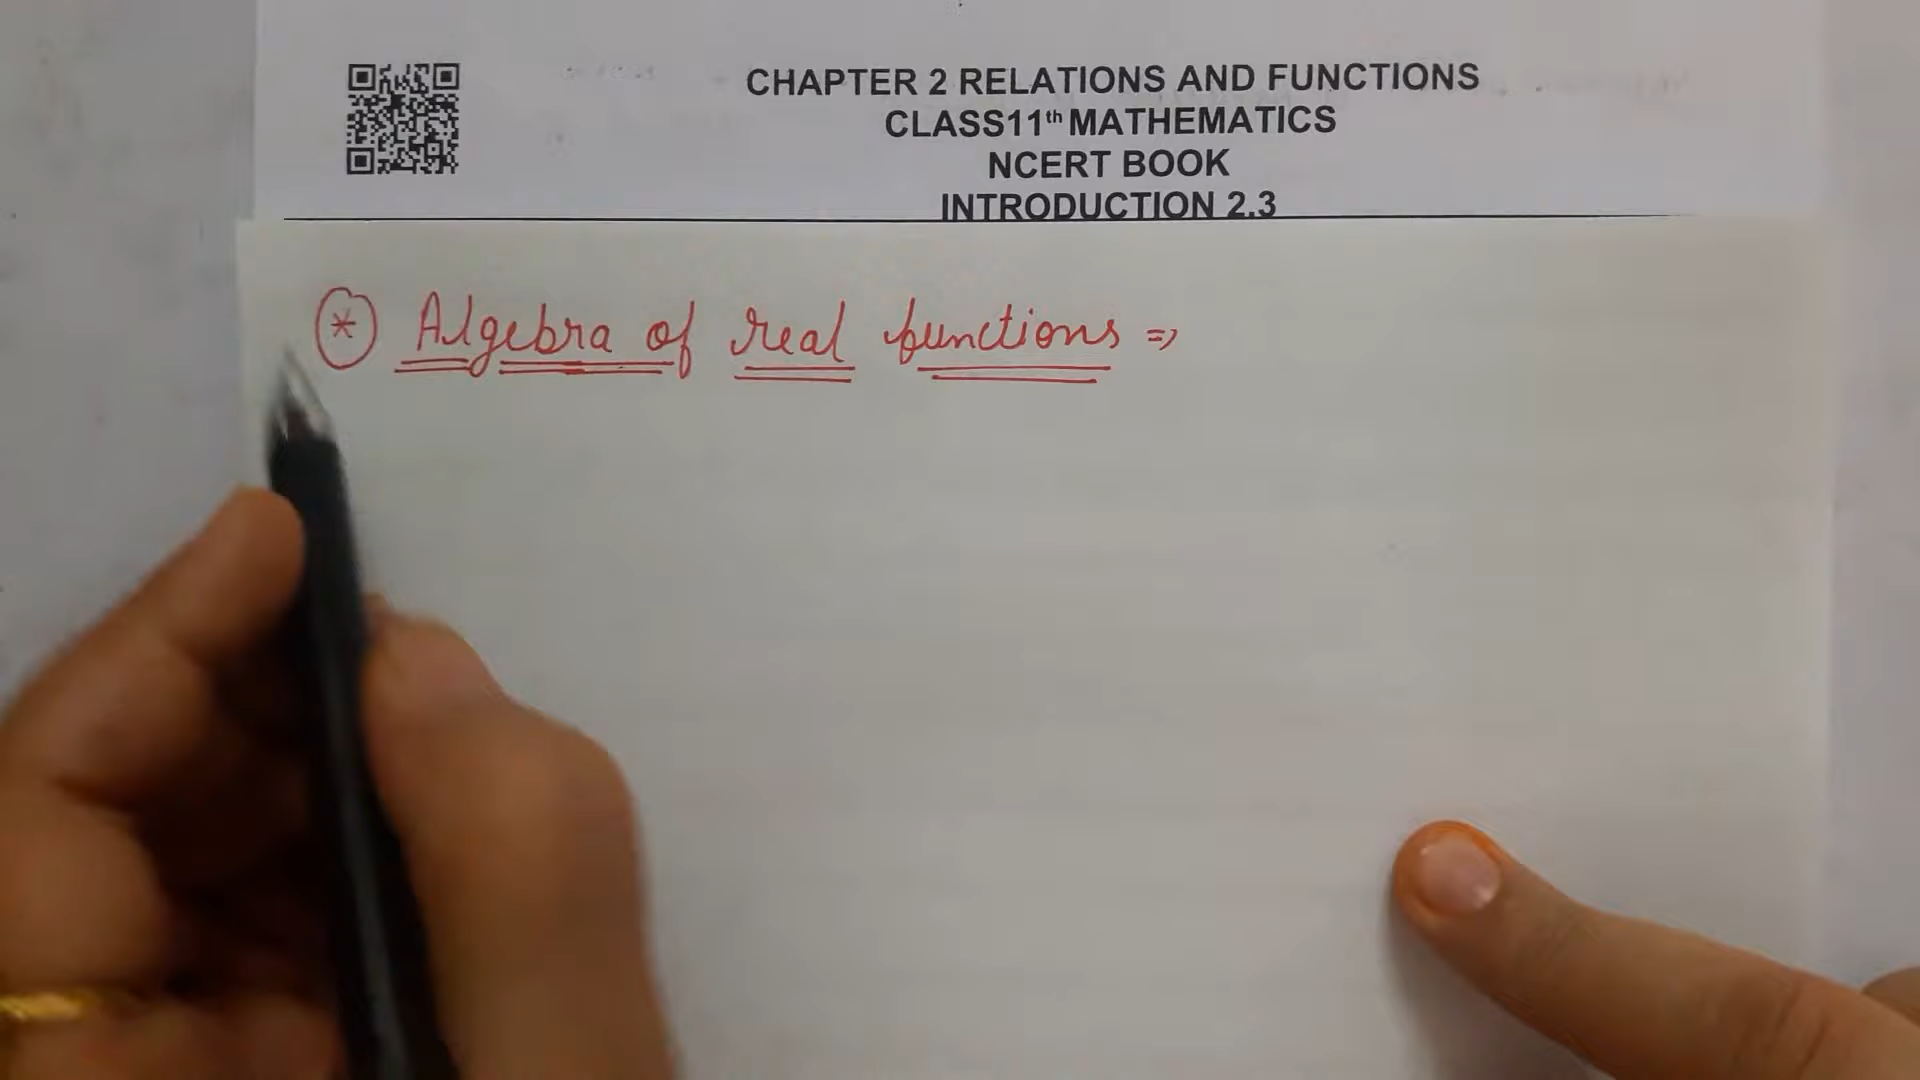 CHAPTER 2 RELATIONS AND FUNCTIONS
CLASS11th MATHEMATICS
NCERT BOOK
INTRODUCTION 2.3
* Algebra of real functions =>